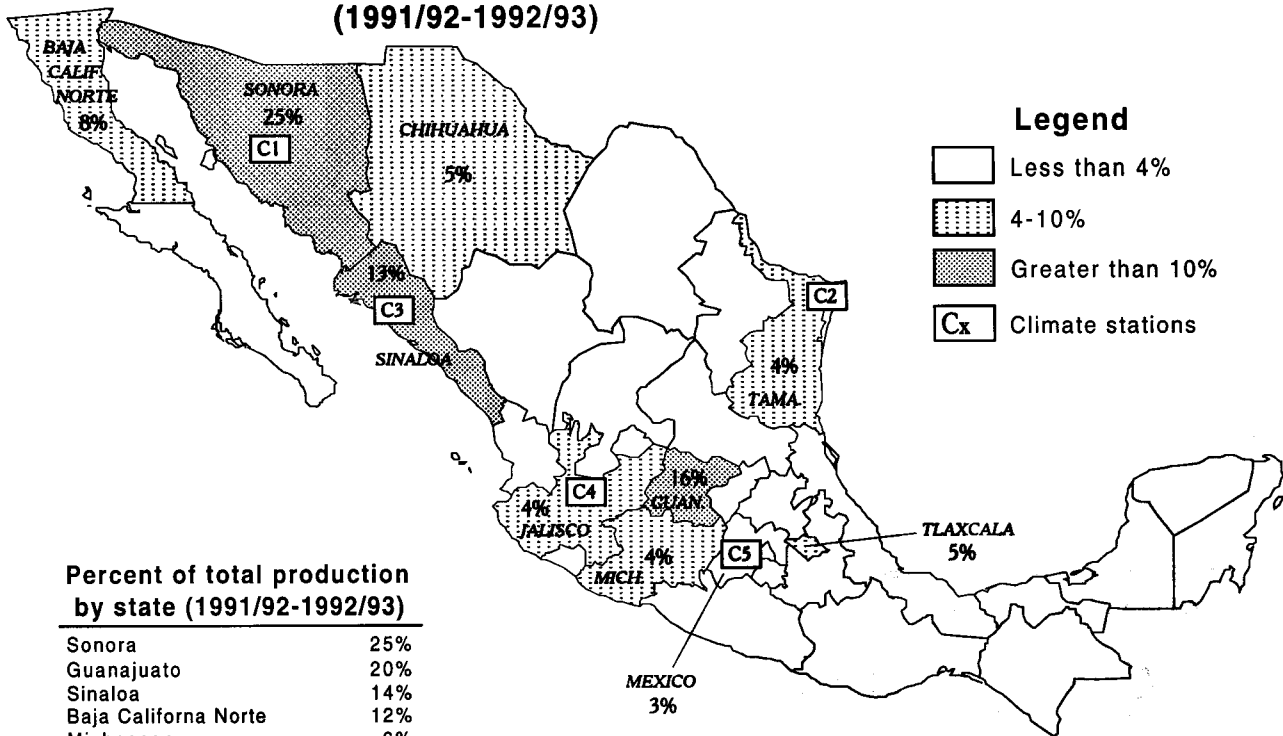 (1991/92-1992/93)
BAJA
CALIF.
NORTE
8%
SONORA
25%
C1
CHIHUAHUA
5%
13%
C3
SINALOA
C2
4%
TAMA.
16%
GUAN.
C4
4%
JALISCO
4%
MICH.
C5
TLAXCALA
5%
MEXICO
3%
Legend
Less than 4%
4-10%
Greater than 10%
Cx Climate stations
Percent of total production
by state (1991/92-1992/93)
Sonora 25%
Guanajuato 20%
Sinaloa 14%
Baja Californa Norte 12%